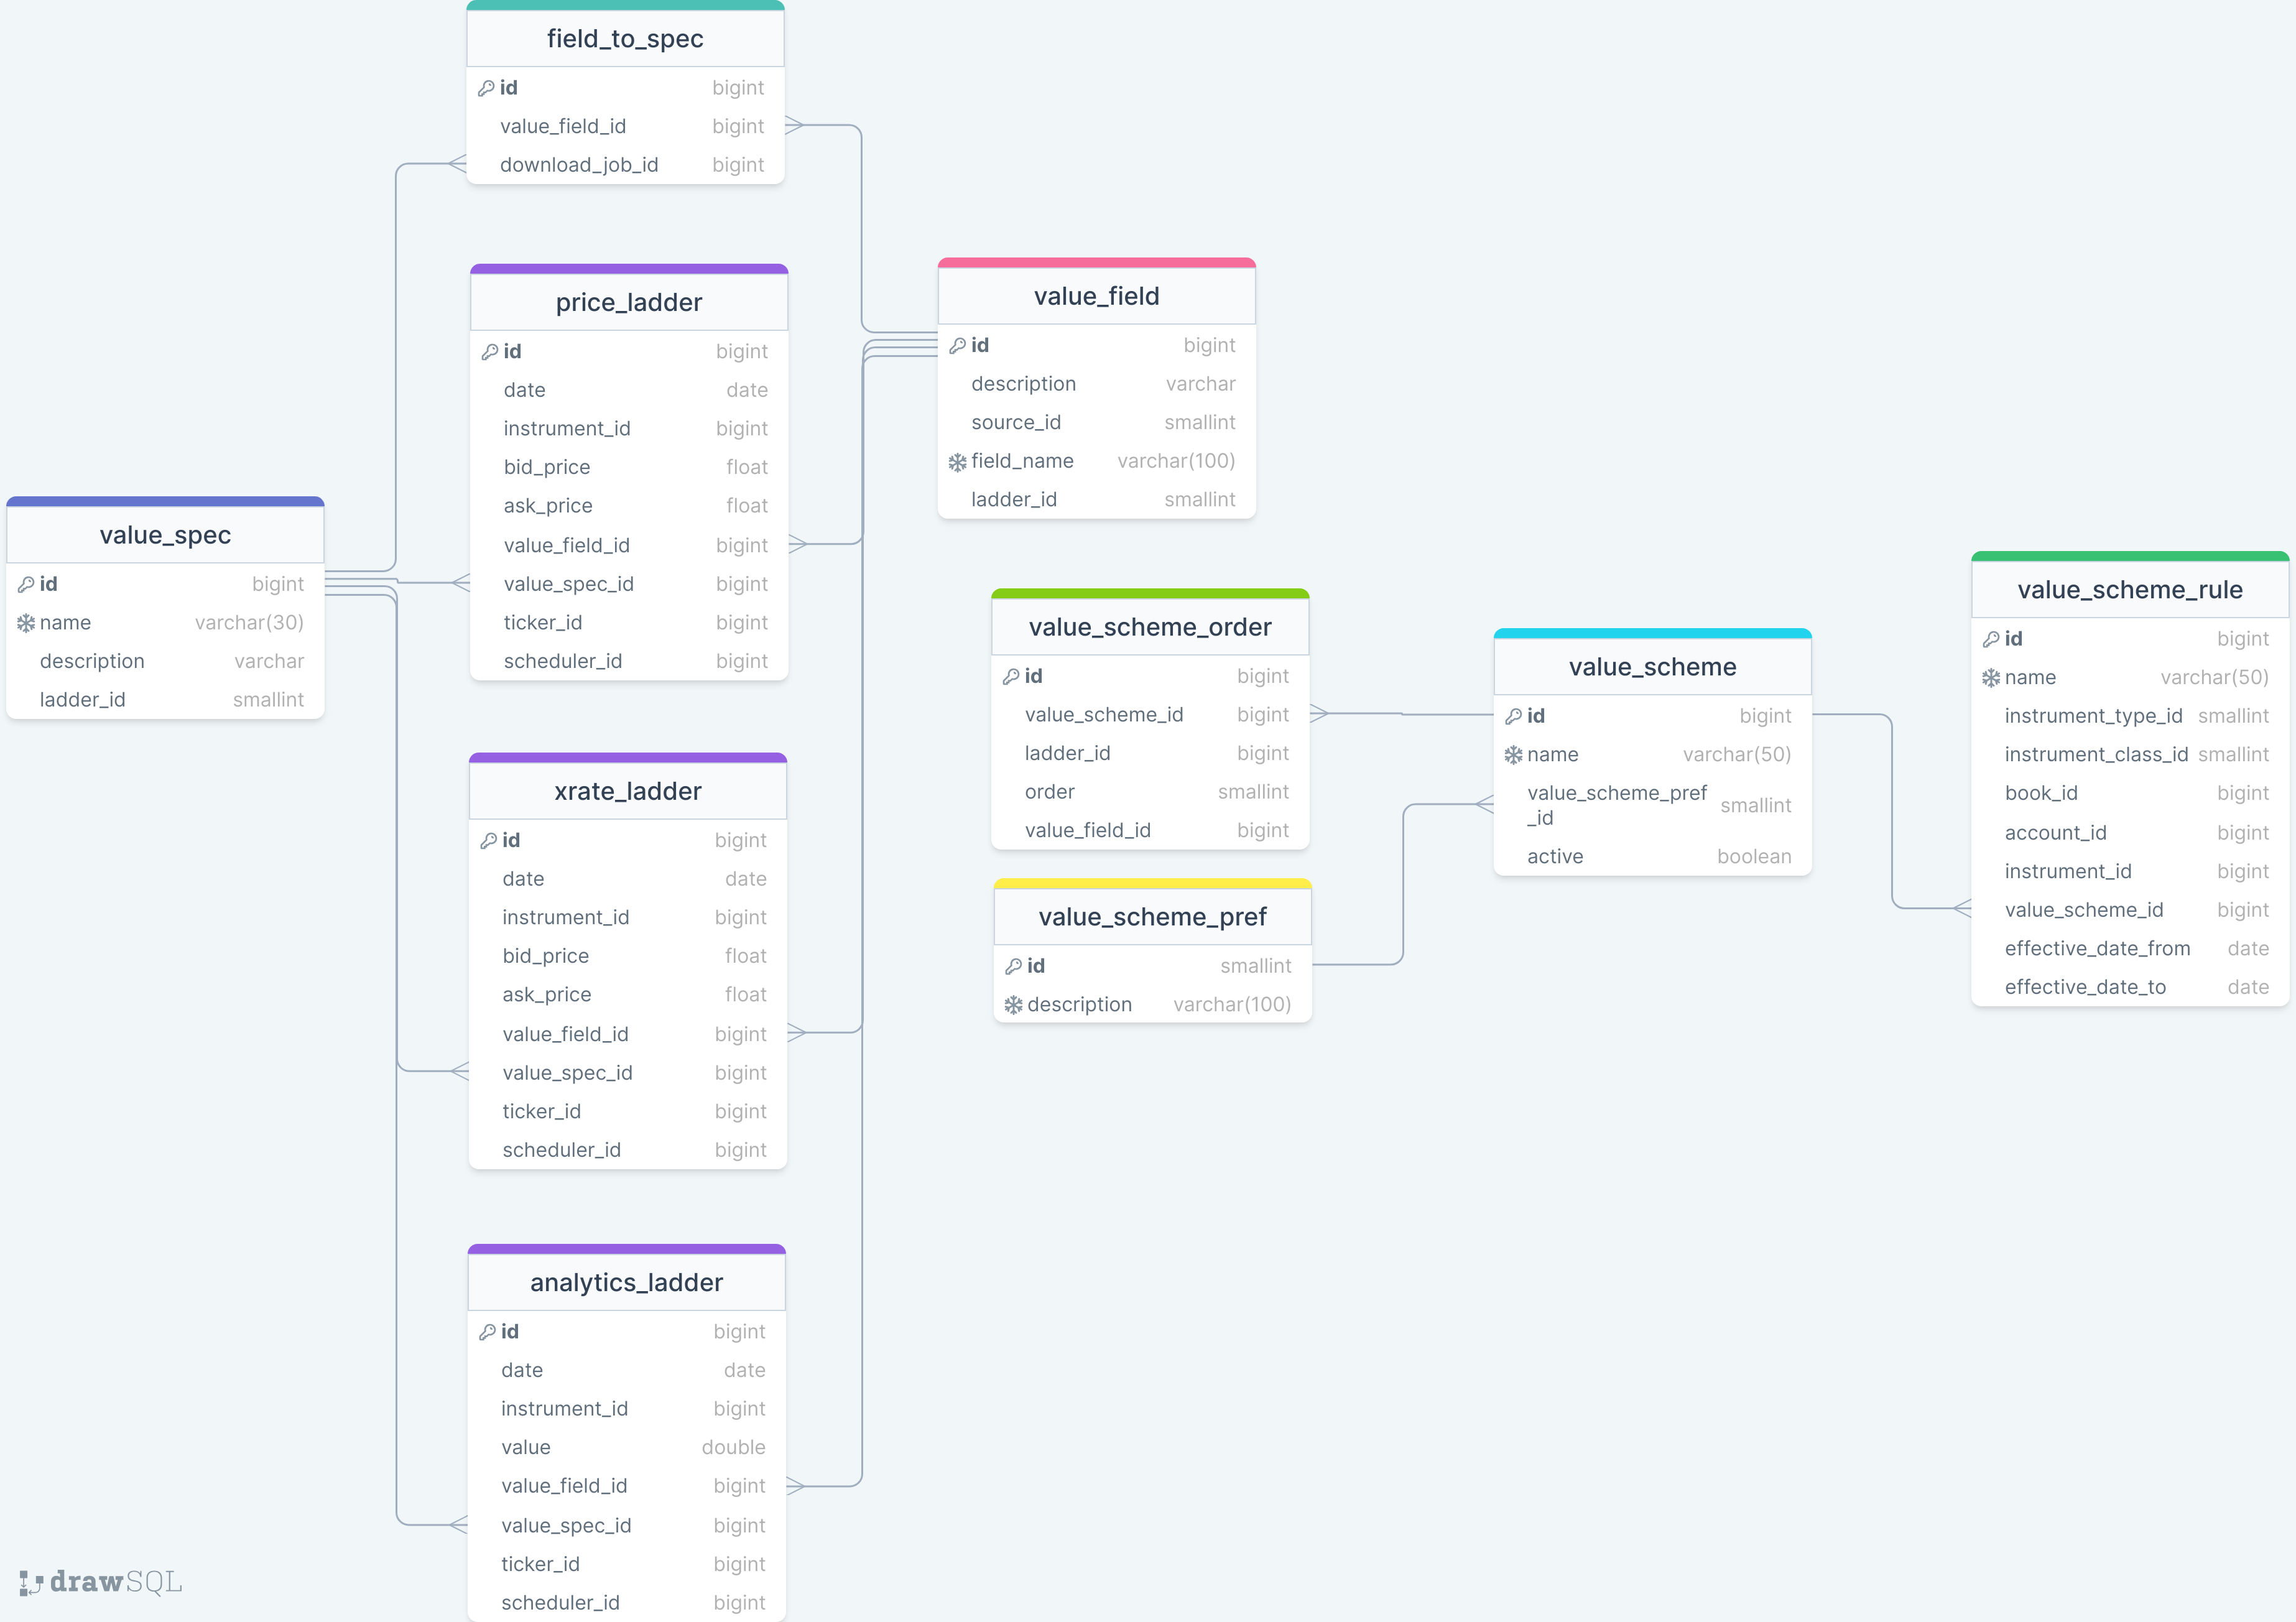 field_to_spec
id bigint
value_field_id bigint
download_job_id bigint
price_ladder
id bigint
date date
instrument_id bigint
bid_price float
ask_price float
value_field_id bigint
value_spec_id bigint
ticker_id bigint
scheduler_id bigint
value_field
id bigint
description varchar
source_id smallint
field_name varchar(100)
ladder_id smallint
value_spec
id bigint
name varchar(30)
description varchar
ladder_id smallint
value_scheme_order
id bigint
value_scheme_id bigint
ladder_id bigint
order smallint
value_field_id bigint
value_scheme
id bigint
name varchar(50)
value_scheme_pref
_id smallint
active boolean
value_scheme_rule
id bigint
name varchar(50)
instrument_type_id smallint
instrument_class_id smallint
book_id bigint
account_id bigint
instrument_id bigint
value_scheme_id bigint
effective_date_from date
effective_date_to date
value_scheme_pref
id smallint
description varchar(100)
xrate_ladder
id bigint
date date
instrument_id bigint
bid_price float
ask_price float
value_field_id bigint
value_spec_id bigint
ticker_id bigint
scheduler_id bigint
analytics_ladder
id bigint
date date
instrument_id bigint
value double
value_field_id bigint
value_spec_id bigint
ticker_id bigint
scheduler_id bigint
drawSQL